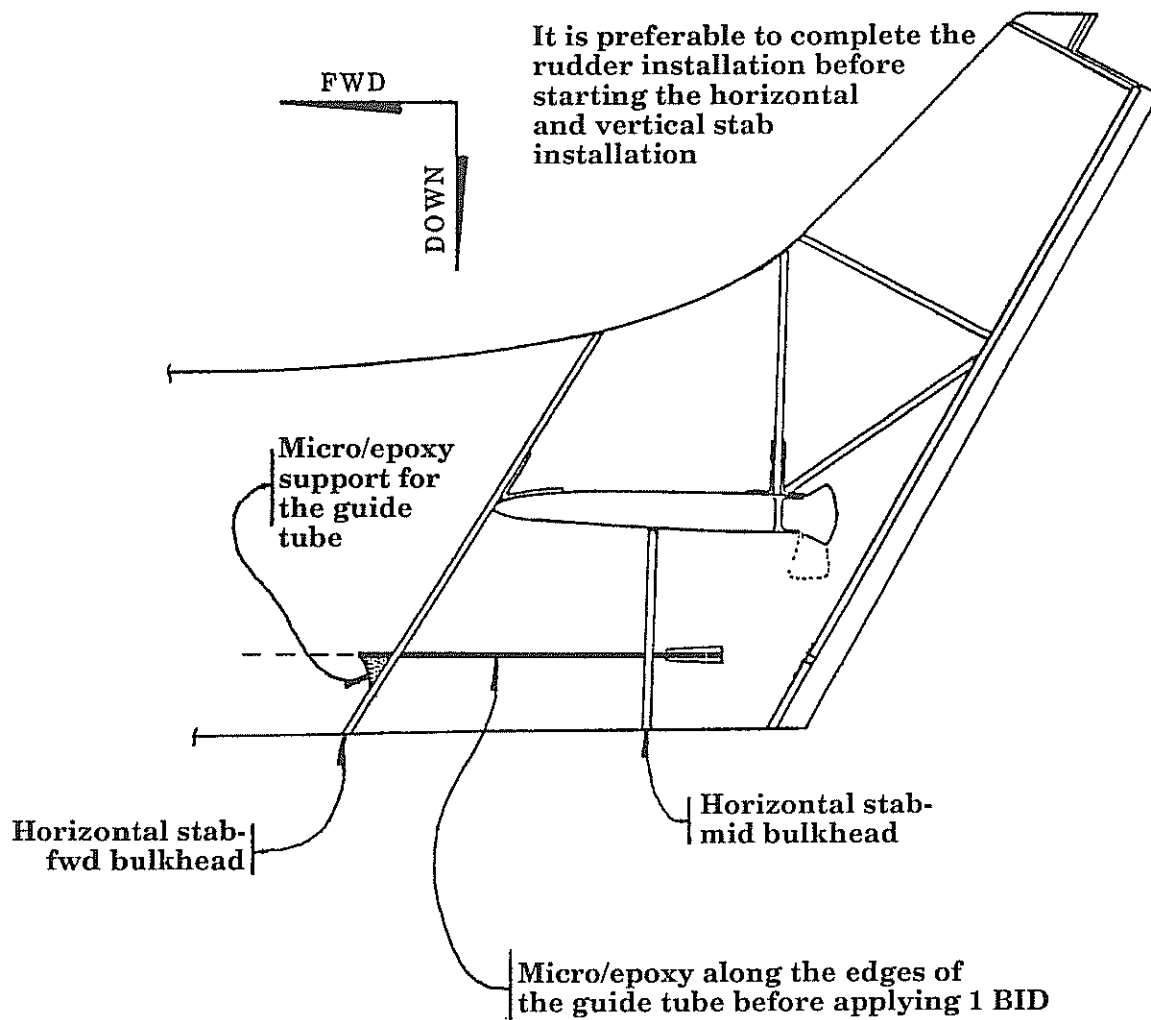 It is preferable to complete the
rudder installation before
starting the horizontal
and vertical stab
installation
FWD
DOWN
Micro/epoxy
support for
the guide
tube
Horizontal stab-
fwd bulkhead
Horizontal stab-
mid bulkhead
Micro/epoxy along the edges of
the guide tube before applying 1 BID